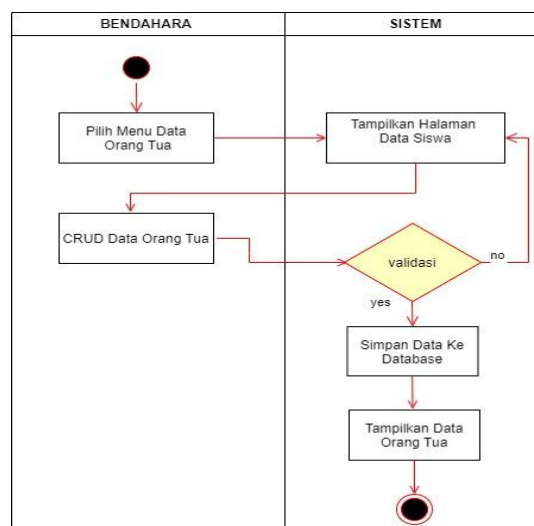 BENDAHARA
SISTEM
Pilih Menu Data
Orang Tua
Tampilkan Halaman
Data Siswa
CRUD Data Orang Tua
validasi
no
yes
Simpan Data Ke
Database
Tampilkan Data
Orang Tua